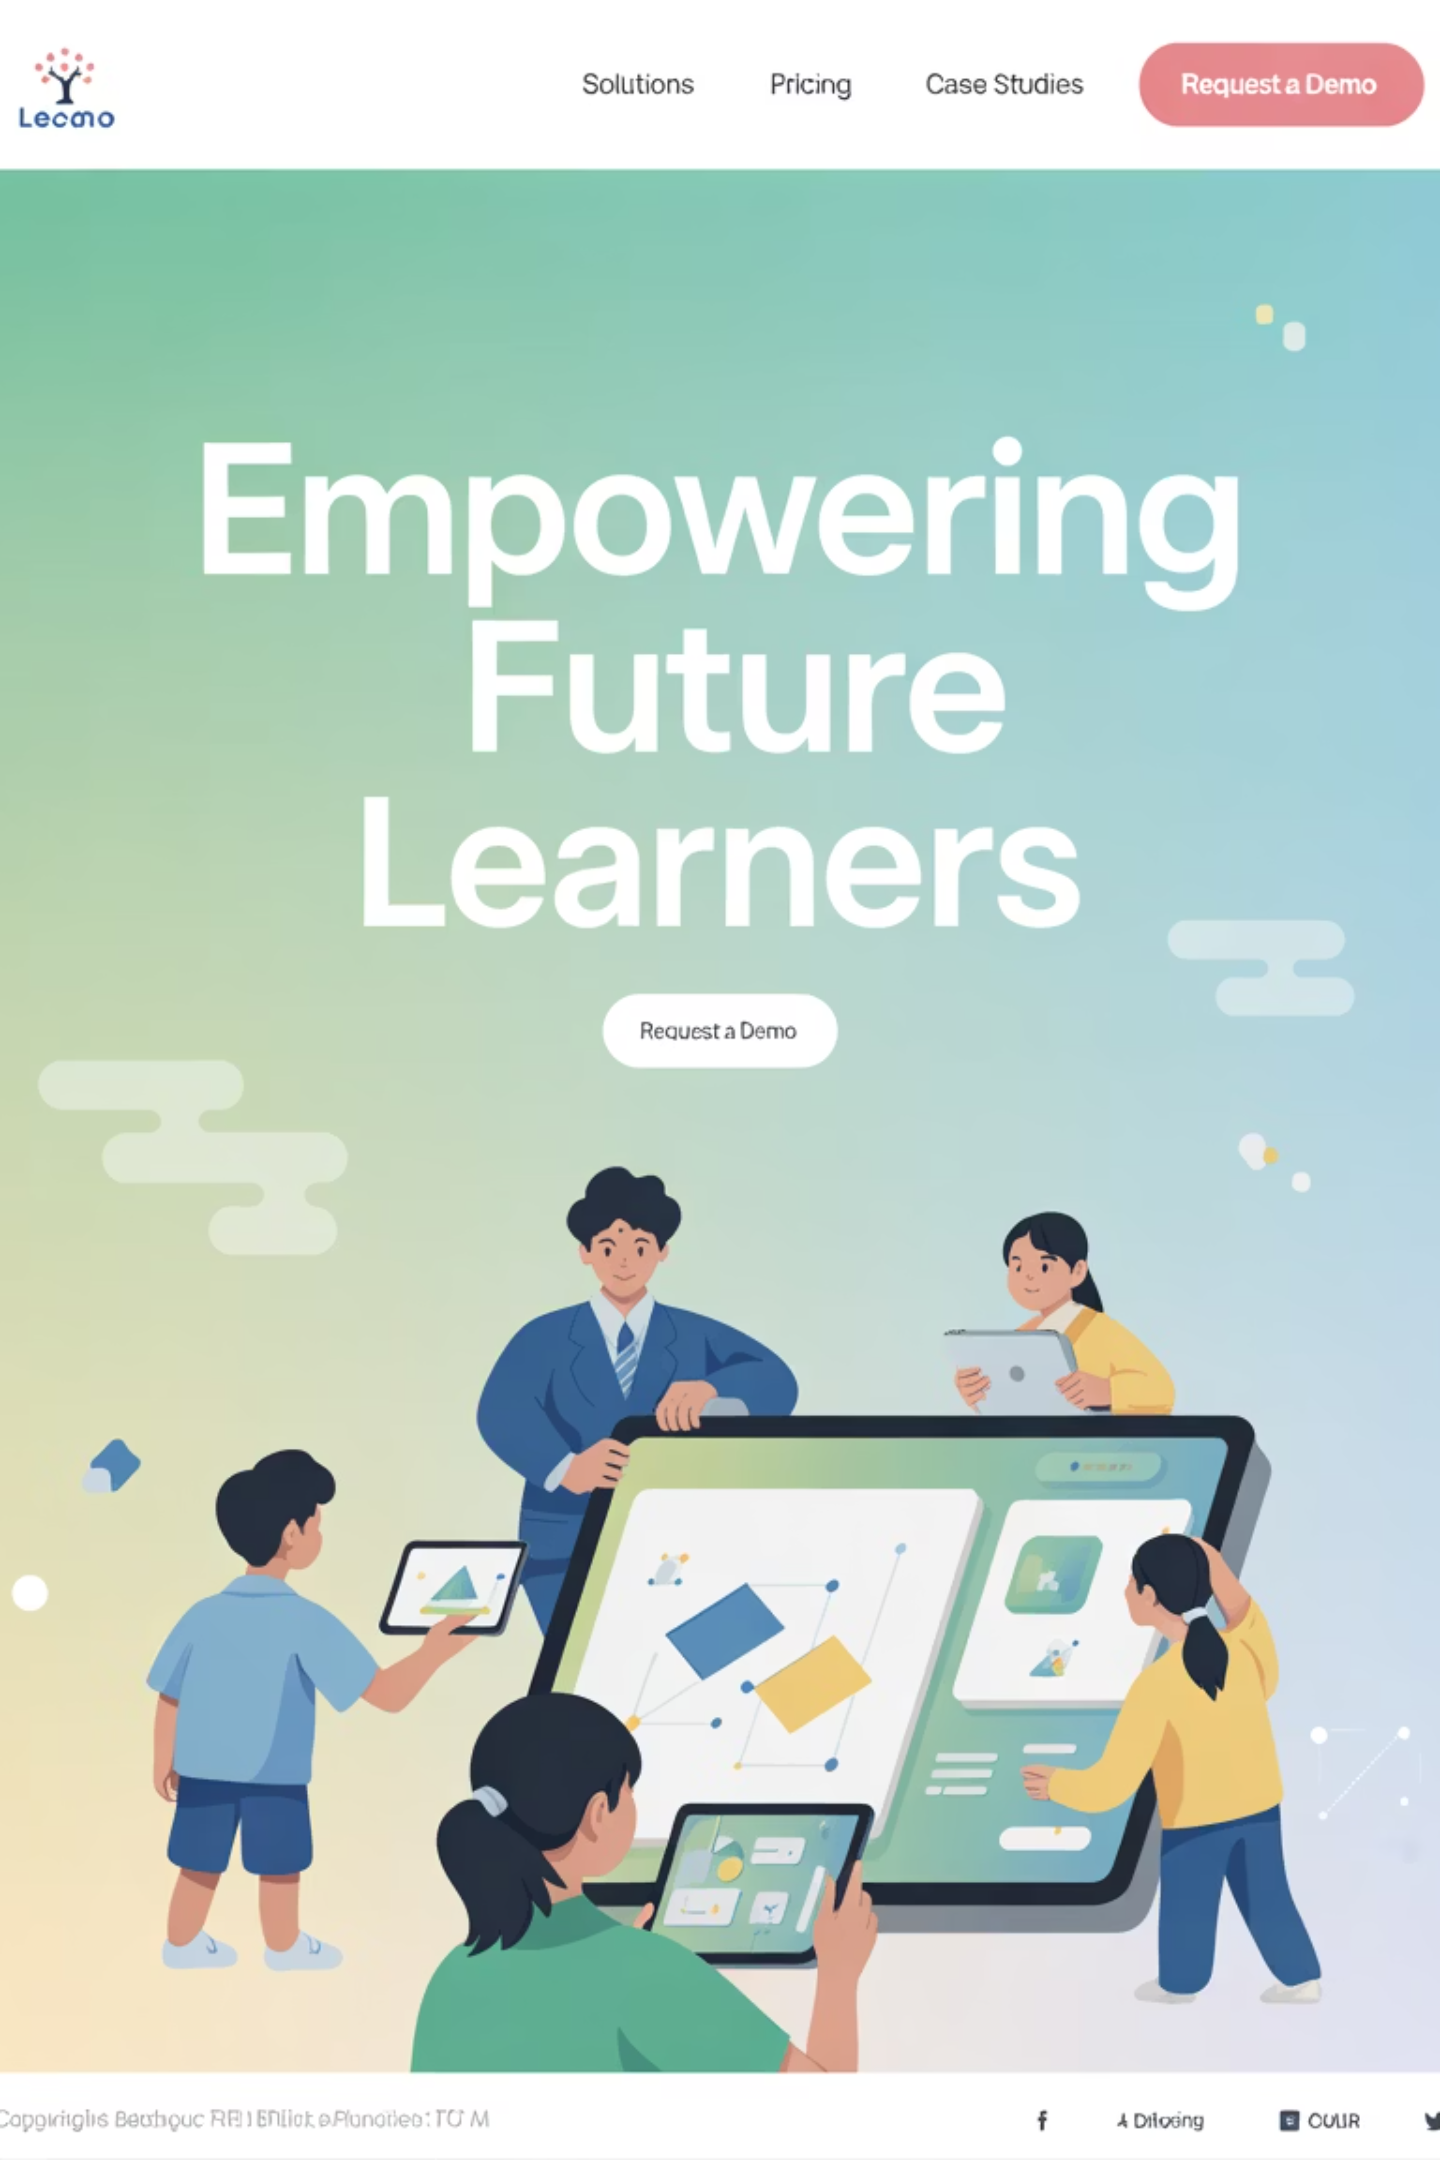 Lecmo
Solutions
Pricing
Case Studies
Request a Demo
Empowering
Future
Learners
Request a Demo